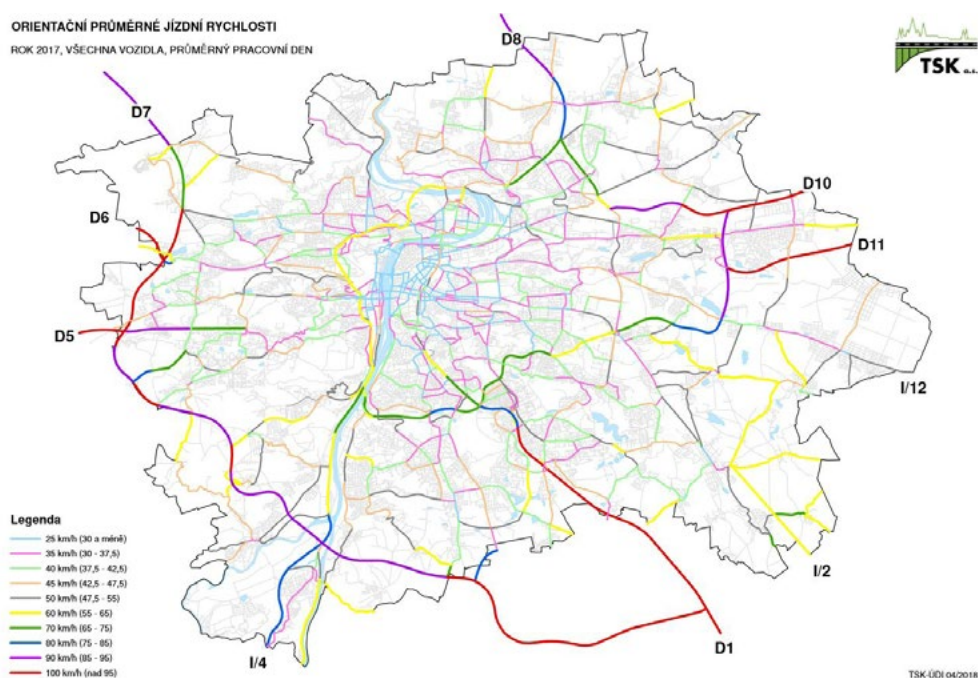 ORIENTAČNÍ PRŮMĚRNÉ JÍZDNÍ RYCHLOSTI
ROK 2017, VŠECHNA VOZIDLA, PRŮMĚRNÝ PRACOVNÍ DEN
TSK a.s.
D8
D7
D10
D6
D11
D5
I/12
Legenda
25 km/h (30 a méně)
35 km/h (30 - 37,5)
40 km/h (37,5 - 42,5)
45 km/h (42,5 - 47,5)
50 km/h (47,5 - 55)
60 km/h (55 - 65)
70 km/h (65 - 75)
80 km/h (75 - 85)
90 km/h (85 - 95)
100 km/h (nad 95)
I/2
D1
I/4
TSK-ÚDI 04/2018